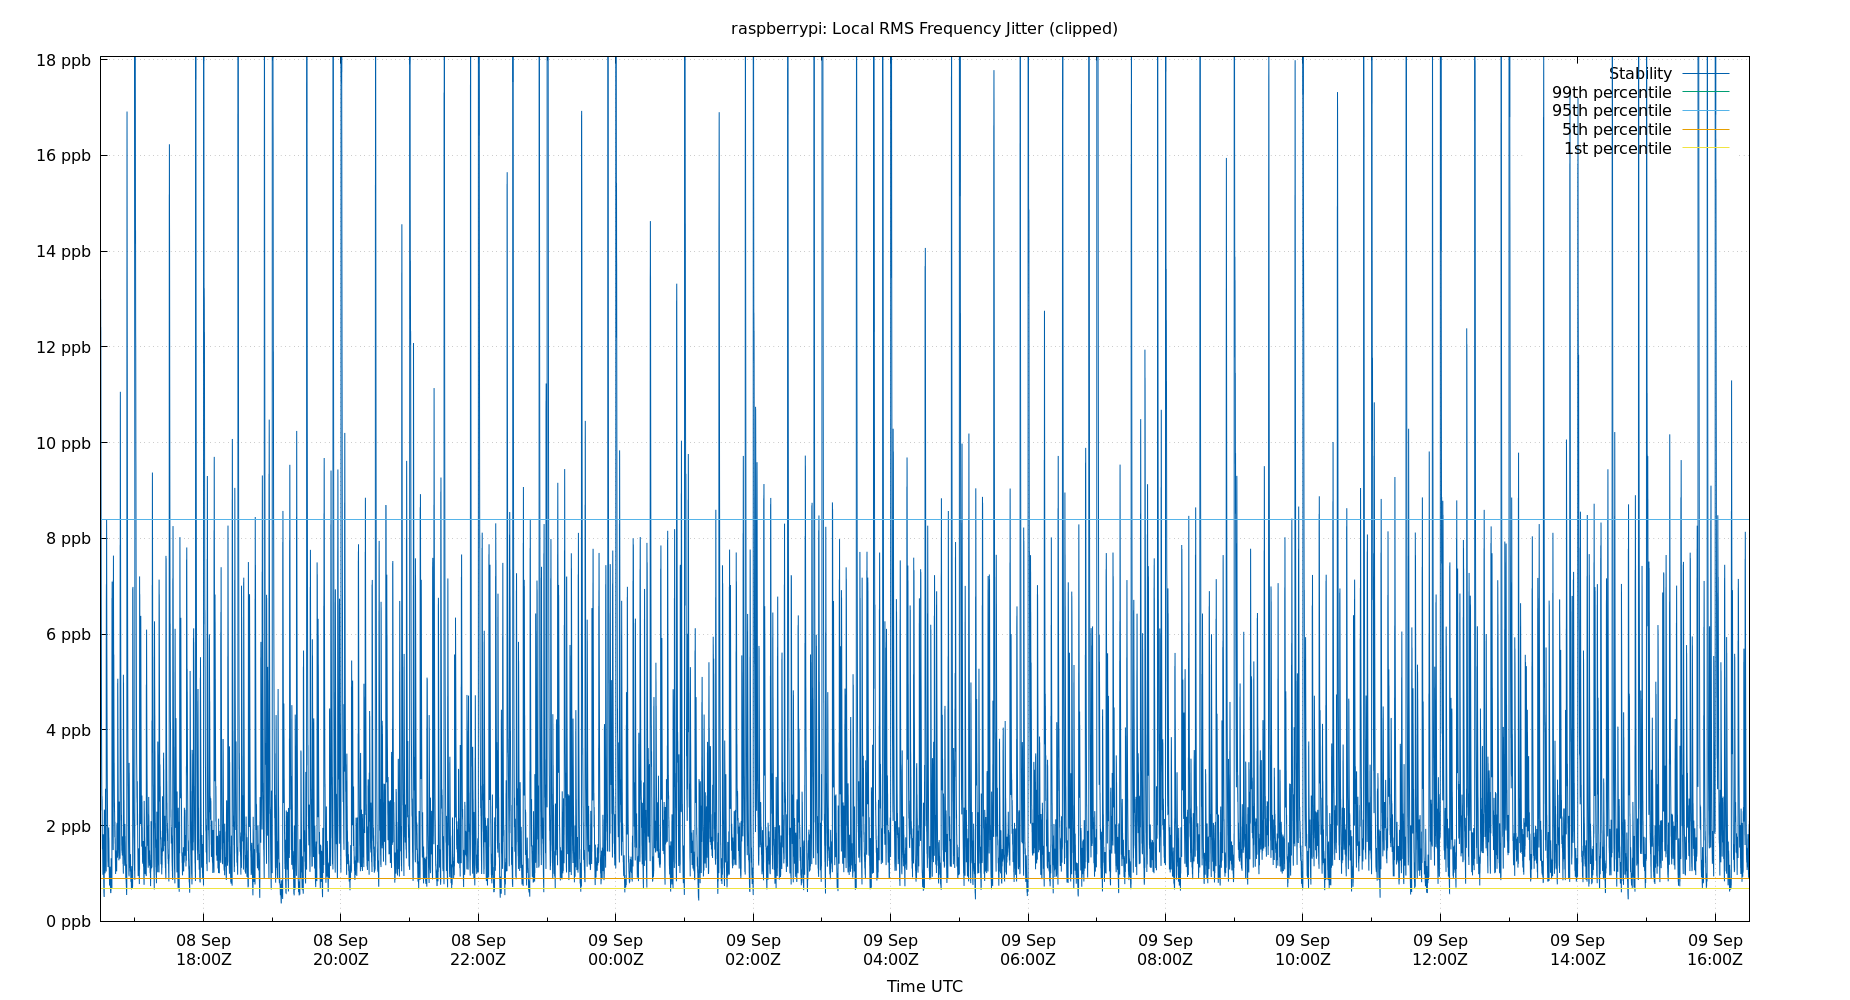 raspberrypi: Local RMS Frequency Jitter (clipped)
18 ppb
16 ppb
14 ppb
12 ppb
10 ppb
8 ppb
6 ppb
4 ppb
2 ppb
0 ppb
Stability
99th percentile
95th percentile
5th percentile
1st percentile
08 Sep 08 Sep 08 Sep 09 Sep 09 Sep 09 Sep 09 Sep 09 Sep 09 Sep 09 Sep 09 Sep 09 Sep
18:00Z 20:00Z 22:00Z 00:00Z 02:00Z 04:00Z 06:00Z 08:00Z 10:00Z 12:00Z 14:00Z 16:00Z
Time UTC